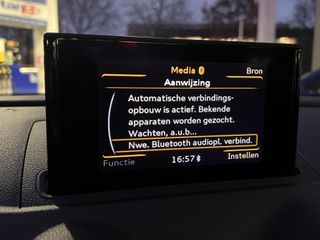 Media
Bron
Aanwijzing
Automatische verbindings-
opbouw is actief. Bekende
apparaten worden gezocht.
Wachten, a.u.b...
Nwe. Bluetooth audiopl. verbind.
Functie
16:57
Instellen